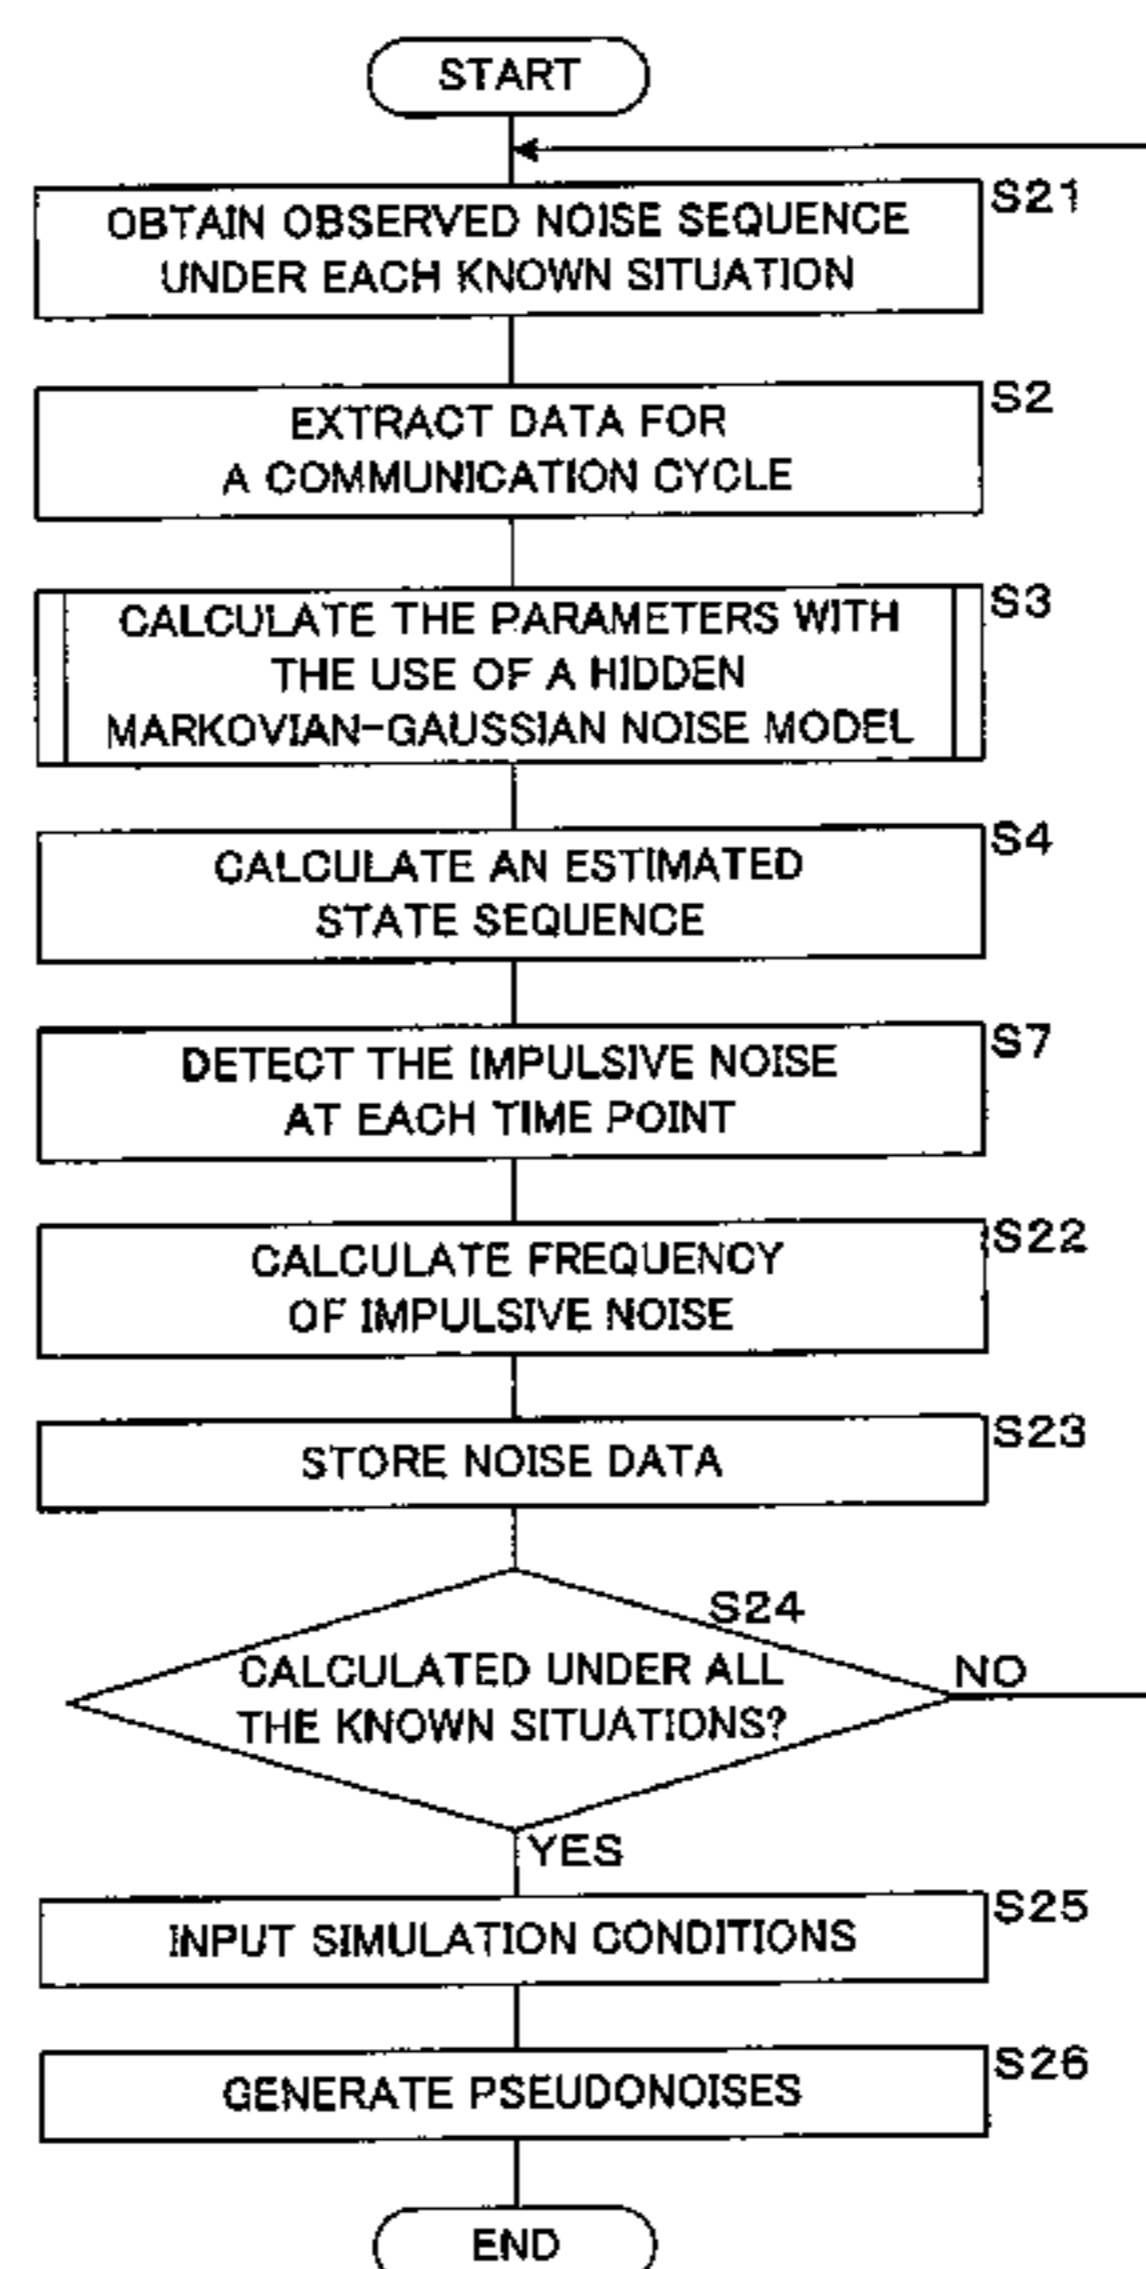 START
S21
OBTAIN OBSERVED NOISE SEQUENCE
UNDER EACH KNOWN SITUATION
S2
EXTRACT DATA FOR
A COMMUNICATION CYCLE
S3
CALCULATE THE PARAMETERS WITH
THE USE OF A HIDDEN
MARKOVIAN-GAUSSIAN NOISE MODEL
S4
CALCULATE AN ESTIMATED
STATE SEQUENCE
S7
DETECT THE IMPULSIVE NOISE
AT EACH TIME POINT
S22
CALCULATE FREQUENCY
OF IMPULSIVE NOISE
S23
STORE NOISE DATA
S24
CALCULATED UNDER ALL
THE KNOWN SITUATIONS?
NO
YES
S25
INPUT SIMULATION CONDITIONS
S26
GENERATE PSEUDONOISES
END